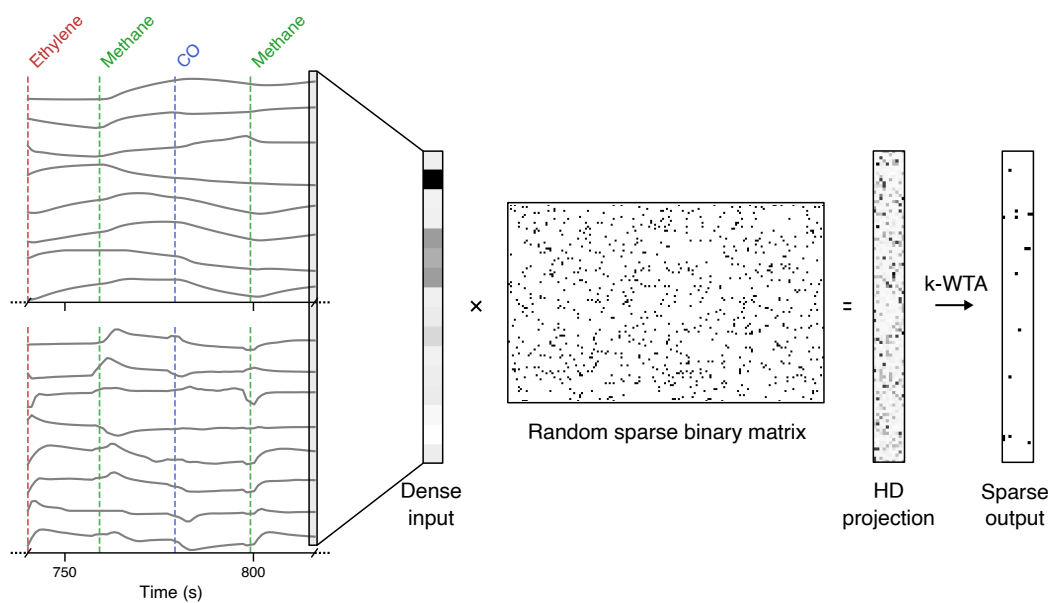 Ethylene
Methane
CO
Methane
×
=
k-WTA
Random sparse binary matrix
Dense
input
HD
projection
Sparse
output
750
800
Time (s)